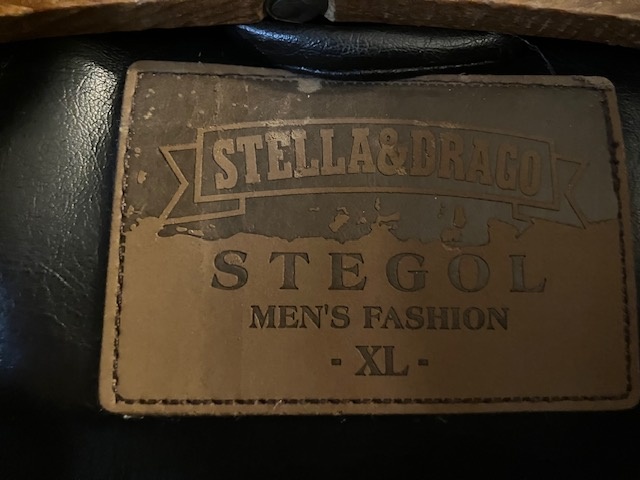 STELLA&DRAGO
STEGOL
MEN'S FASHION
- XL -